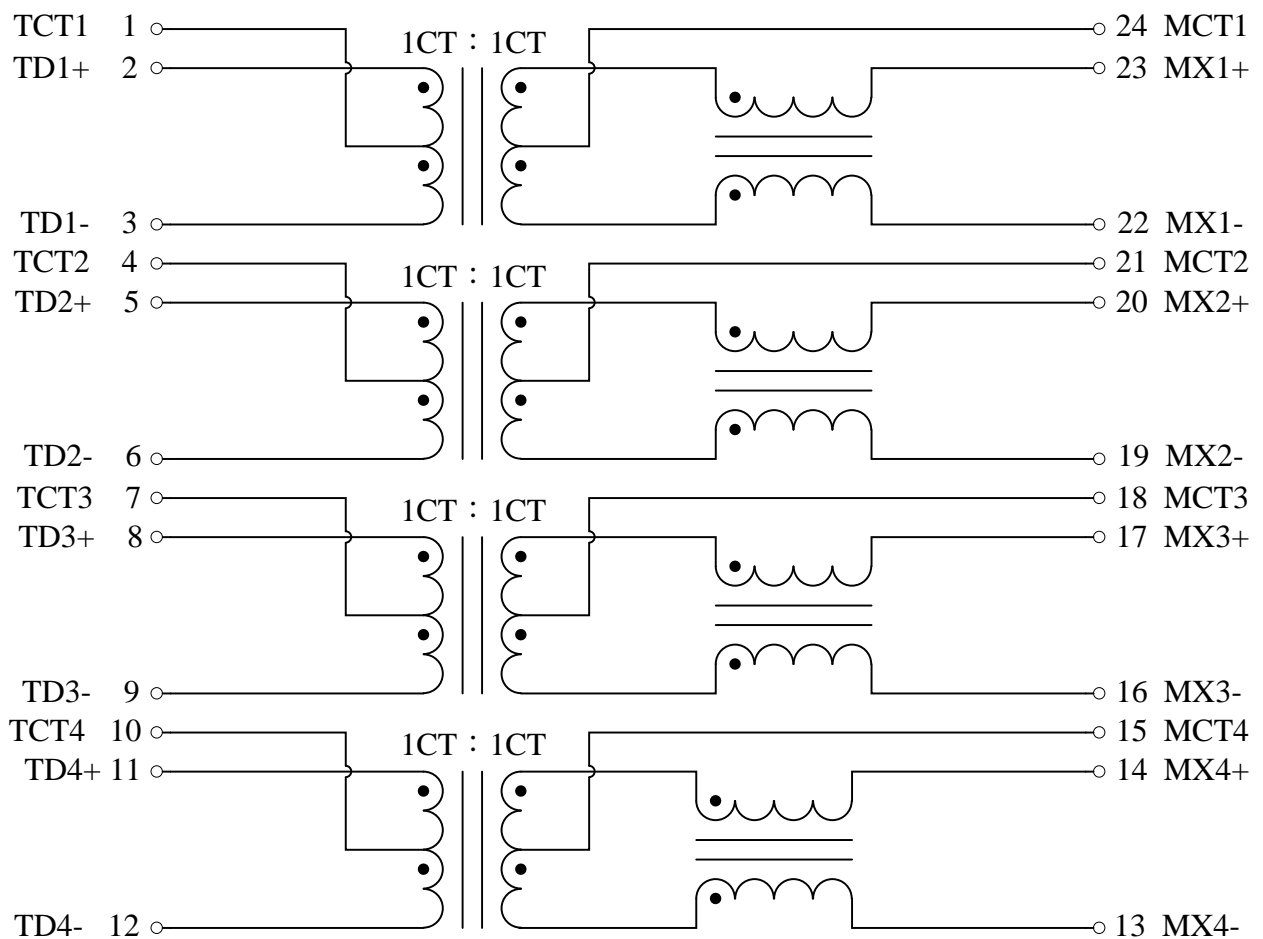 TCT1 1 1CT : 1CT 24 MCT1
TD1+ 2 23 MX1+
TD1- 3 22 MX1-
TCT2 4 1CT : 1CT 21 MCT2
TD2+ 5 20 MX2+
TD2- 6 19 MX2-
TCT3 7 1CT : 1CT 18 MCT3
TD3+ 8 17 MX3+
TD3- 9 16 MX3-
TCT4 10 1CT : 1CT 15 MCT4
TD4+ 11 14 MX4+
TD4- 12 13 MX4-